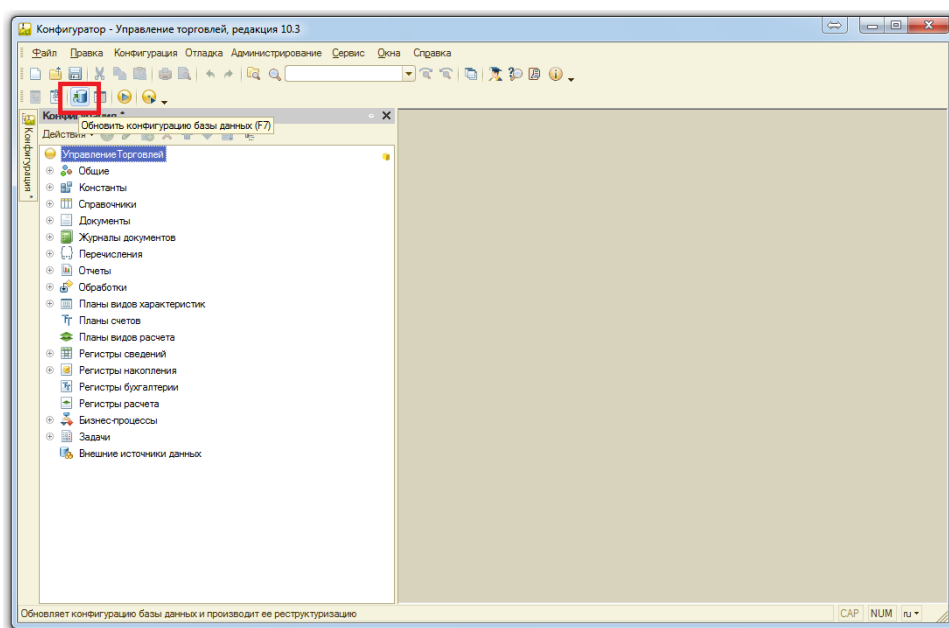 Конфигуратор - Управление торговлей, редакция 10.3
Файл Правка Конфигурация Отладка Администрирование Сервис Окна Справка
Обновить конфигурацию базы данных (F7)
Действия
Конфигурация *
УправлениеТорговлей
Общие
Константы
Справочники
Документы
Журналы документов
Перечисления
Отчеты
Обработки
Планы видов характеристик
Планы счетов
Планы видов расчета
Регистры сведений
Регистры накопления
Регистры бухгалтерии
Регистры расчета
Бизнес-процессы
Задачи
Внешние источники данных
Обновляет конфигурацию базы данных и производит ее реструктуризацию
CAP NUM ru